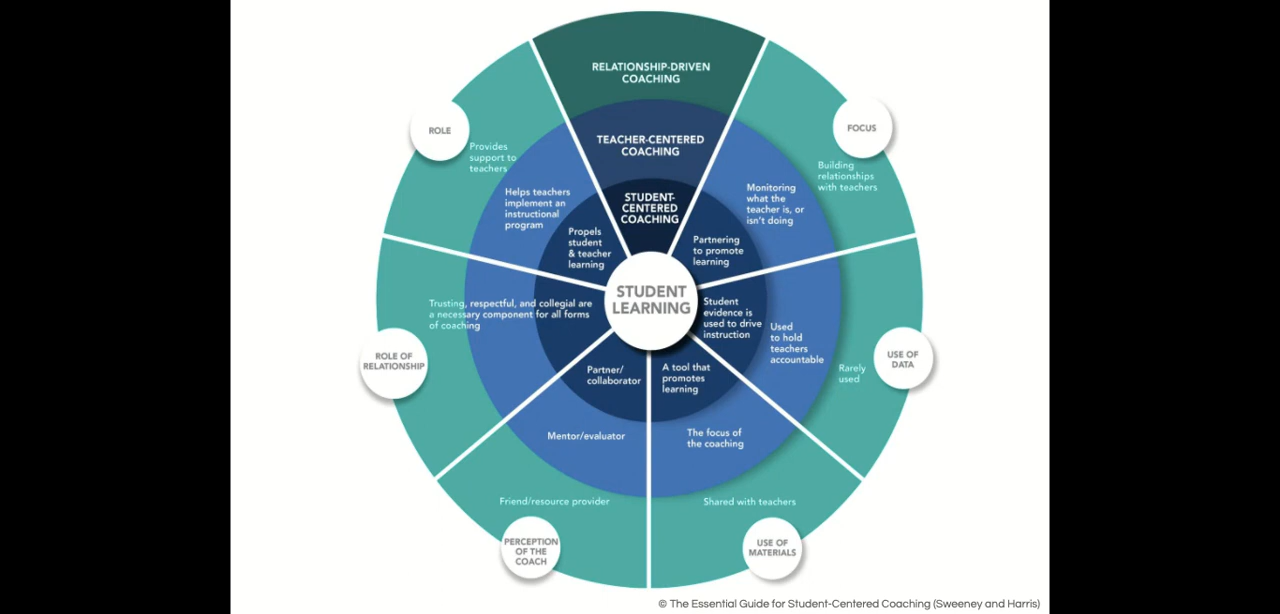 RELATIONSHIP-DRIVEN
COACHING
TEACHER-CENTERED
COACHING
STUDENT-
CENTERED
COACHING
STUDENT
LEARNING
FOCUS
Building
relationships
with teachers
Monitoring
what the
teacher is, or
isn't doing
Partnering
to promote
learning
USE OF
DATA
Rarely
used
Used
to hold
teachers
accountable
Student
evidence is
used to drive
instruction
USE OF
MATERIALS
Shared with teachers
The focus of
the coaching
A tool that
promotes
learning
PERCEPTION
OF THE
COACH
Friend/resource provider
Mentor/evaluator
Partner/
collaborator
ROLE OF
RELATIONSHIP
Trusting, respectful, and collegial are
a necessary component for all forms
of coaching
ROLE
Provides
support to
teachers
Helps teachers
implement an
instructional
program
Propels
student
& teacher
learning
© The Essential Guide for Student-Centered Coaching (Sweeney and Harris)